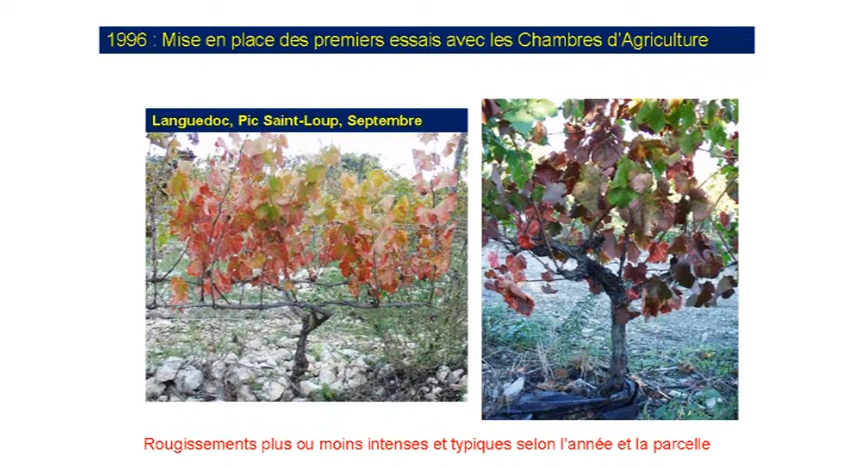 1996 : Mise en place des premiers essais avec les Chambres d'Agriculture
Languedoc, Pic Saint-Loup, Septembre
Rougissements plus ou moins intenses et typiques selon l'année et la parcelle